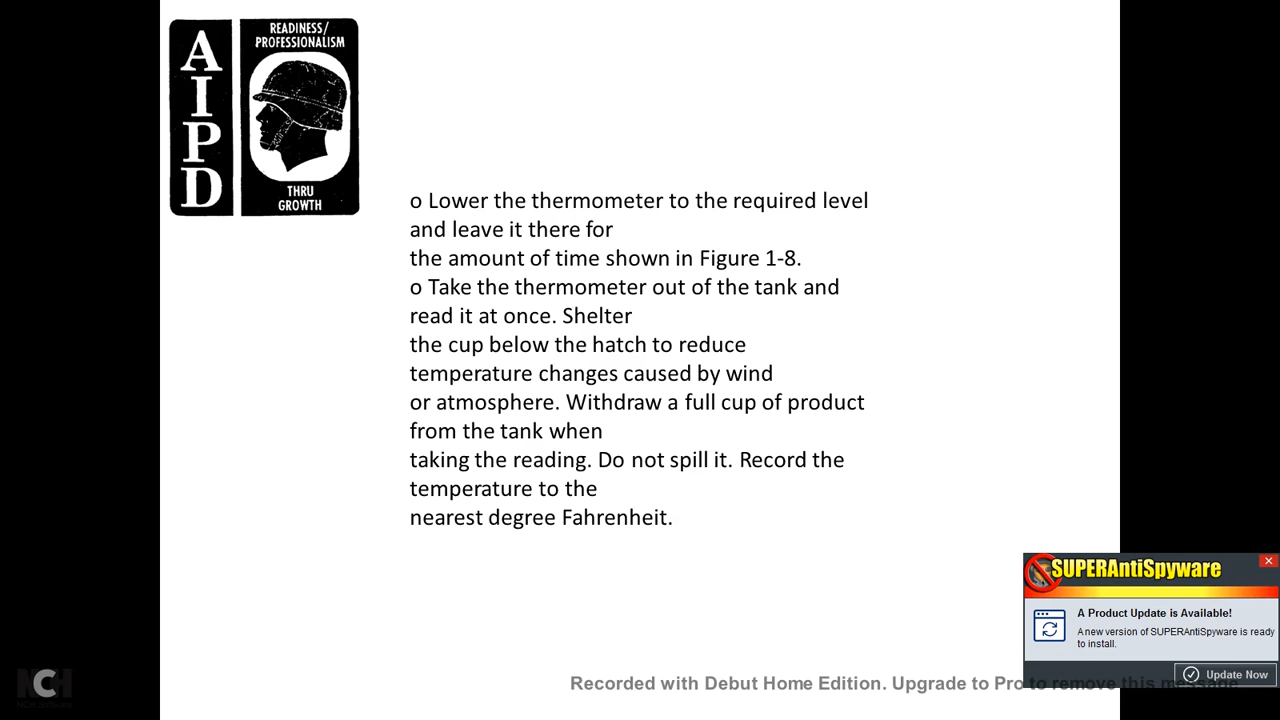 A
I
P
D
READINESS/
PROFESSIONALISM
THRU
GROWTH
o Lower the thermometer to the required level
and leave it there for
the amount of time shown in Figure 1-8.
o Take the thermometer out of the tank and
read it at once. Shelter
the cup below the hatch to reduce
temperature changes caused by wind
or atmosphere. Withdraw a full cup of product
from the tank when
taking the reading. Do not spill it. Record the
temperature to the
nearest degree Fahrenheit.
SUPERAntiSpyware
A Product Update is Available!
A new version of SUPERAntiSpyware is ready
to install.
Update Now
NCH
NCH Software
Recorded with Debut Home Edition. Upgrade to Pro to remove this message